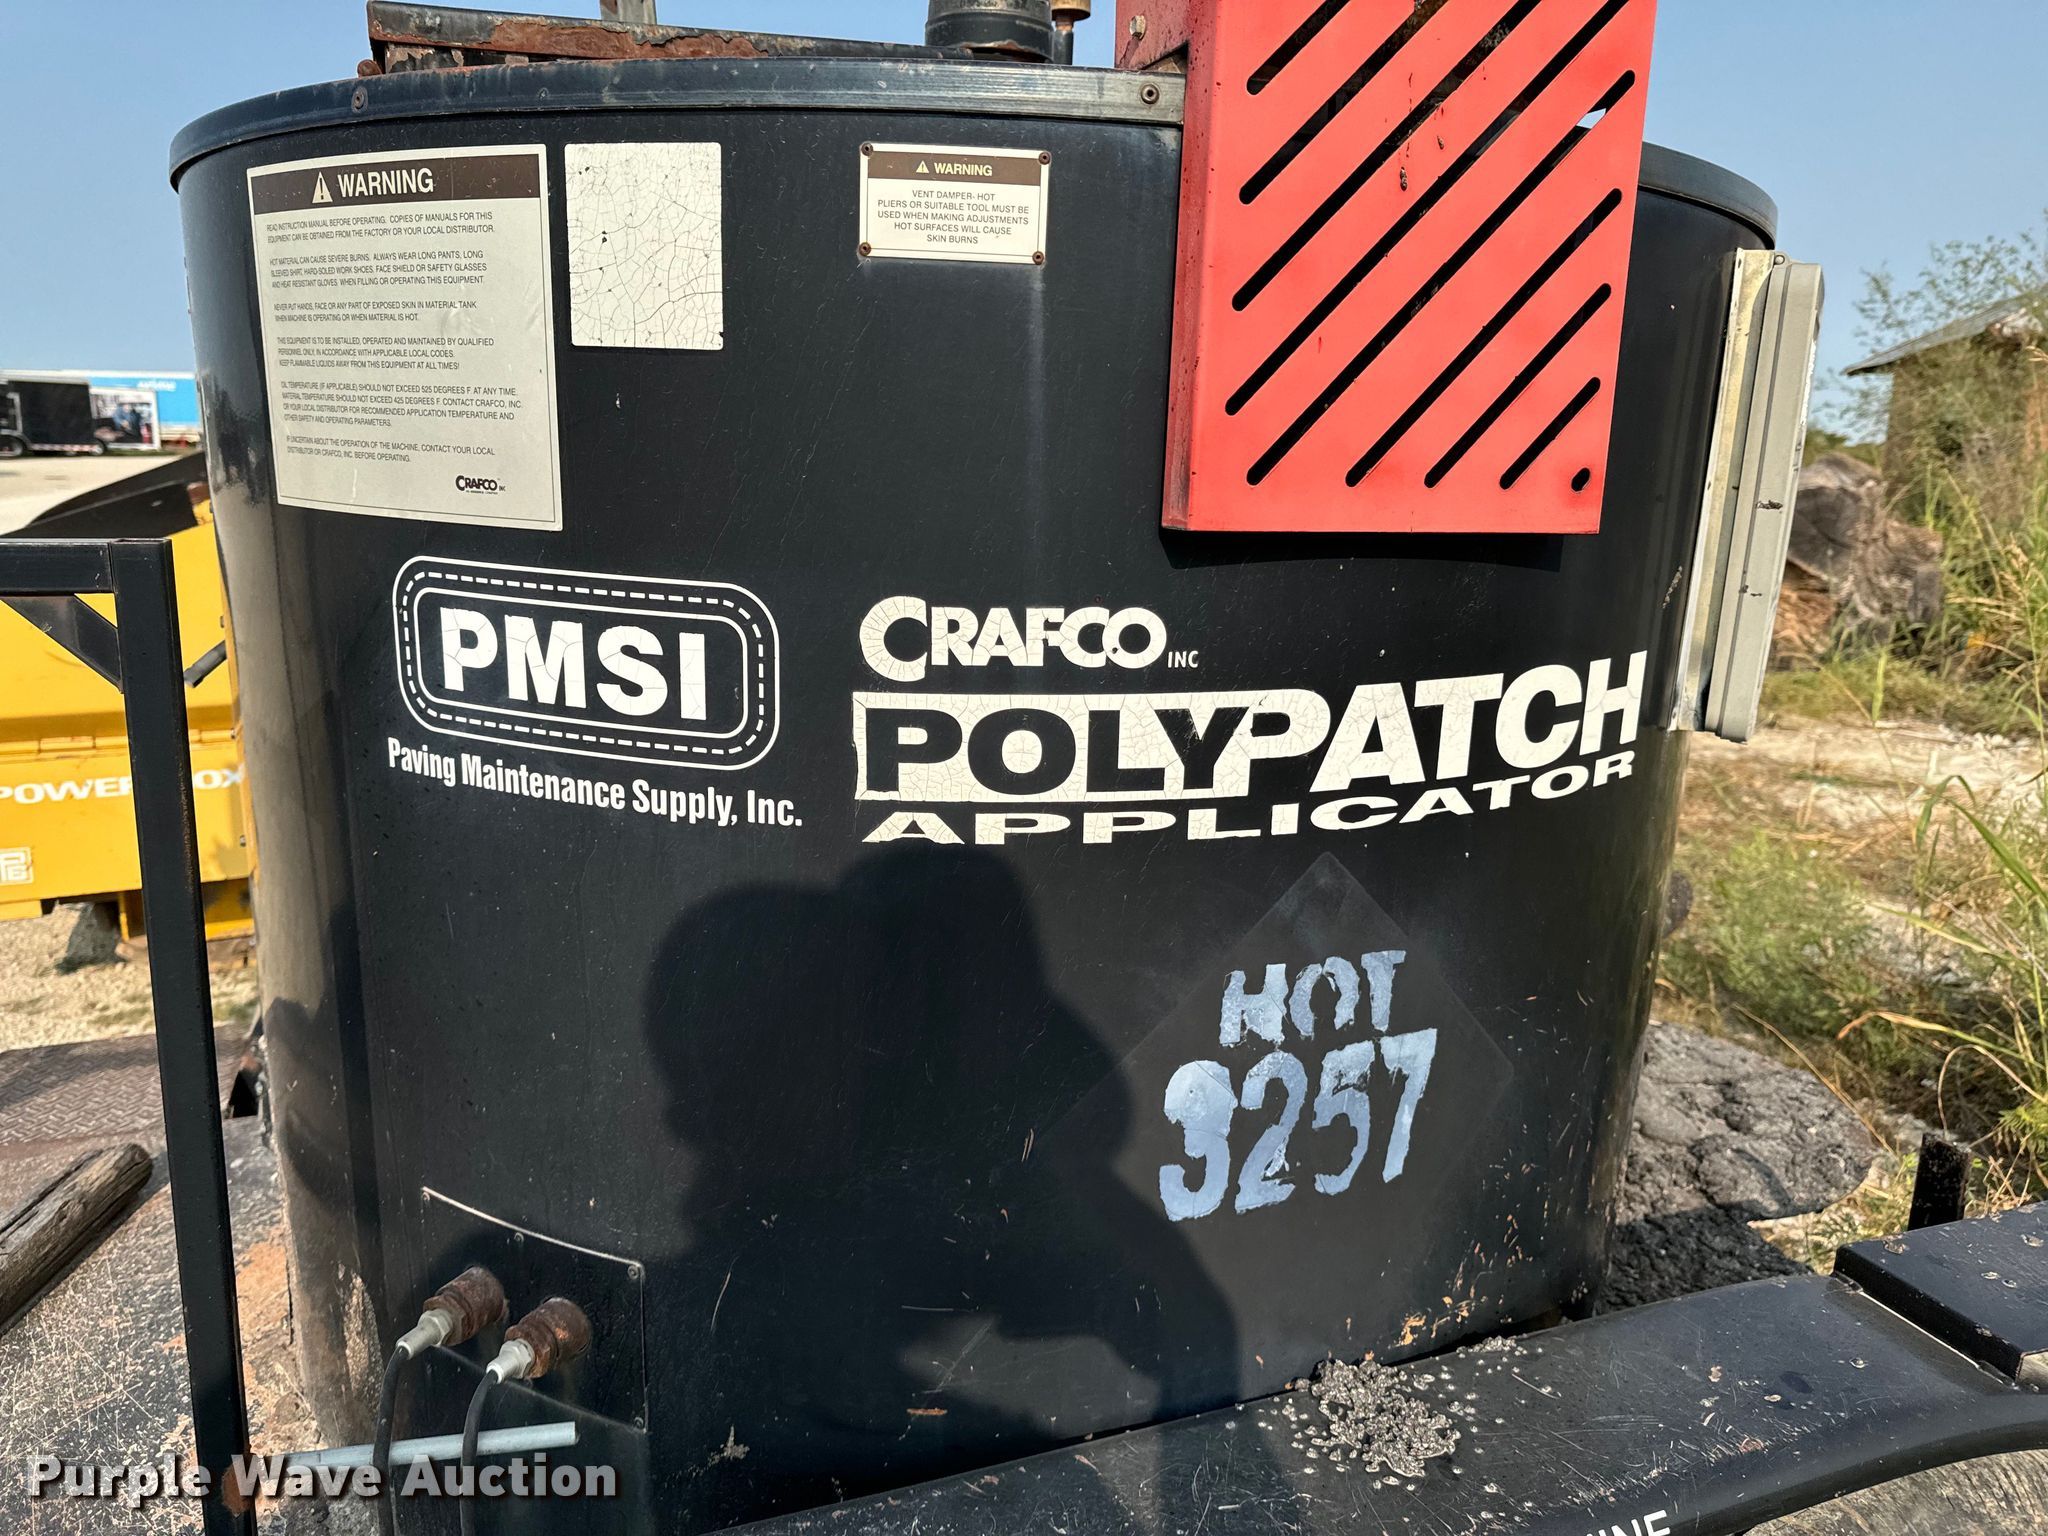 WARNING
READ INSTRUCTION MANUAL BEFORE OPERATING. COPIES OF MANUALS FOR THIS
EQUIPMENT CAN BE OBTAINED FROM THE FACTORY OR YOUR LOCAL DISTRIBUTOR.
HOT MATERIAL CAN CAUSE SEVERE BURNS. ALWAYS WEAR LONG PANTS, LONG
SLEEVED SHIRT, HARD-SOLED WORK SHOES, FACE SHIELD OR SAFETY GLASSES
AND HEAT RESISTANT GLOVES WHEN FILLING OR OPERATING THIS EQUIPMENT.
NEVER PUT HANDS, FACE OR ANY PART OF EXPOSED SKIN IN MATERIAL TANK
WHEN MACHINE IS OPERATING OR WHEN MATERIAL IS HOT.
THIS EQUIPMENT IS TO BE INSTALLED, OPERATED AND MAINTAINED BY QUALIFIED
PERSONNEL ONLY, IN ACCORDANCE WITH APPLICABLE LOCAL CODES.
KEEP FLAMMABLE LIQUIDS AWAY FROM THIS EQUIPMENT AT ALL TIMES!
OIL TEMPERATURE (IF APPLICABLE) SHOULD NOT EXCEED 525 DEGREES F. AT ANY TIME.
MATERIAL TEMPERATURE SHOULD NOT EXCEED 425 DEGREES F. CONTACT CRAFCO, INC.
OR YOUR LOCAL DISTRIBUTOR FOR RECOMMENDED APPLICATION TEMPERATURE AND
OTHER SAFETY AND OPERATING PARAMETERS.
IF UNCERTAIN ABOUT THE OPERATION OF THE MACHINE, CONTACT YOUR LOCAL
DISTRIBUTOR OR CRAFCO, INC. BEFORE OPERATING.
CRAFCO INC
WARNING
VENT DAMPER- HOT
PLIERS OR SUITABLE TOOL MUST BE
USED WHEN MAKING ADJUSTMENTS
HOT SURFACES WILL CAUSE
SKIN BURNS
PMSI
Paving Maintenance Supply, Inc.
CRAFCO INC
POLYPATCH
APPLICATOR
HOT
3257
POWER
Purple Wave Auction